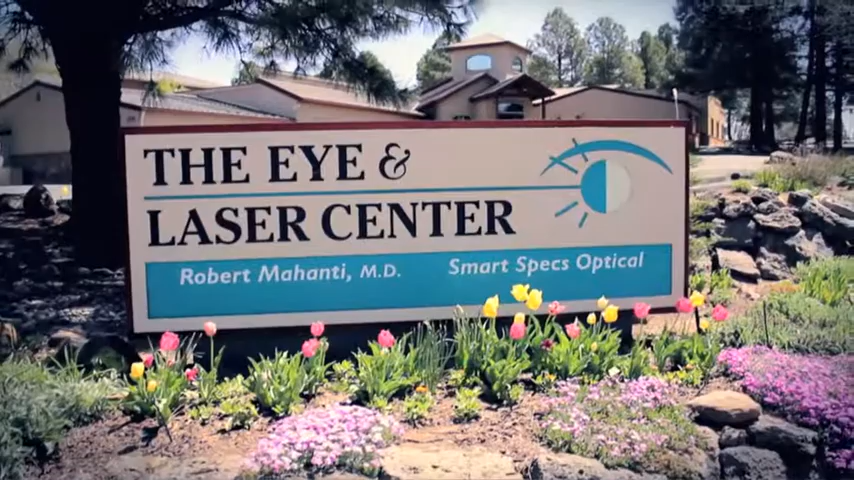 THE EYE &
LASER CENTER
Robert Mahanti, M.D. Smart Specs Optical